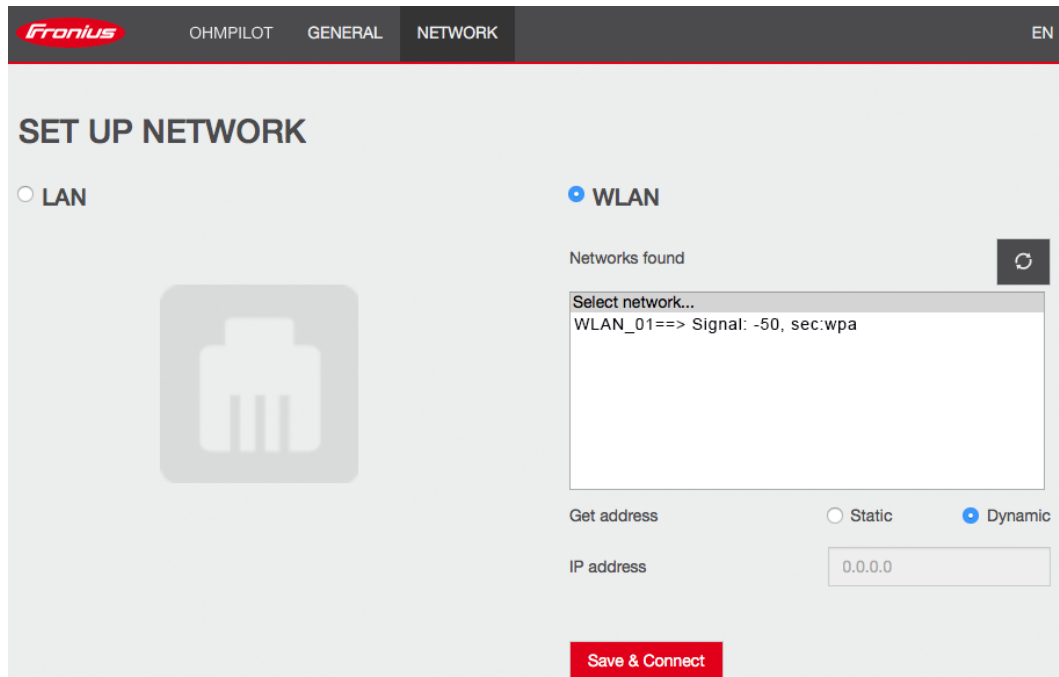 Fronius OHMPILOT GENERAL NETWORK EN
SET UP NETWORK
LAN
WLAN
Networks found
Select network...
WLAN_01==> Signal: -50, sec:wpa
Get address Static Dynamic
IP address 0.0.0.0
Save & Connect